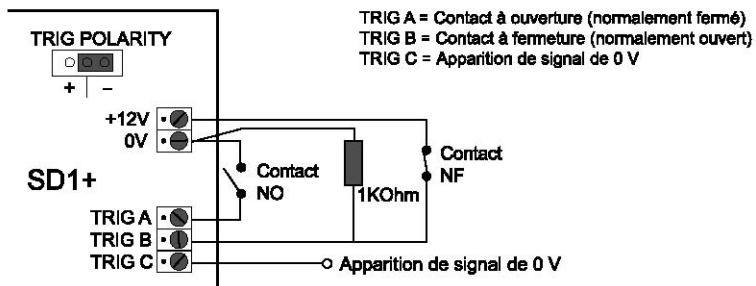 TRIG A = Contact à ouverture (normalement fermé)
TRIG B = Contact à fermeture (normalement ouvert)
TRIG C = Apparition de signal de 0 V
TRIG POLARITY
+ −
+12V
0V
SD1+
Contact
NO
1KOhm
Contact
NF
TRIG A
TRIG B
TRIG C
Apparition de signal de 0 V